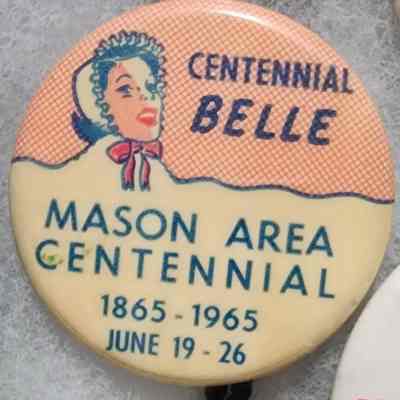 CENTENNIAL
BELLE
MASON AREA
CENTENNIAL
1865-1965
JUNE 19-26